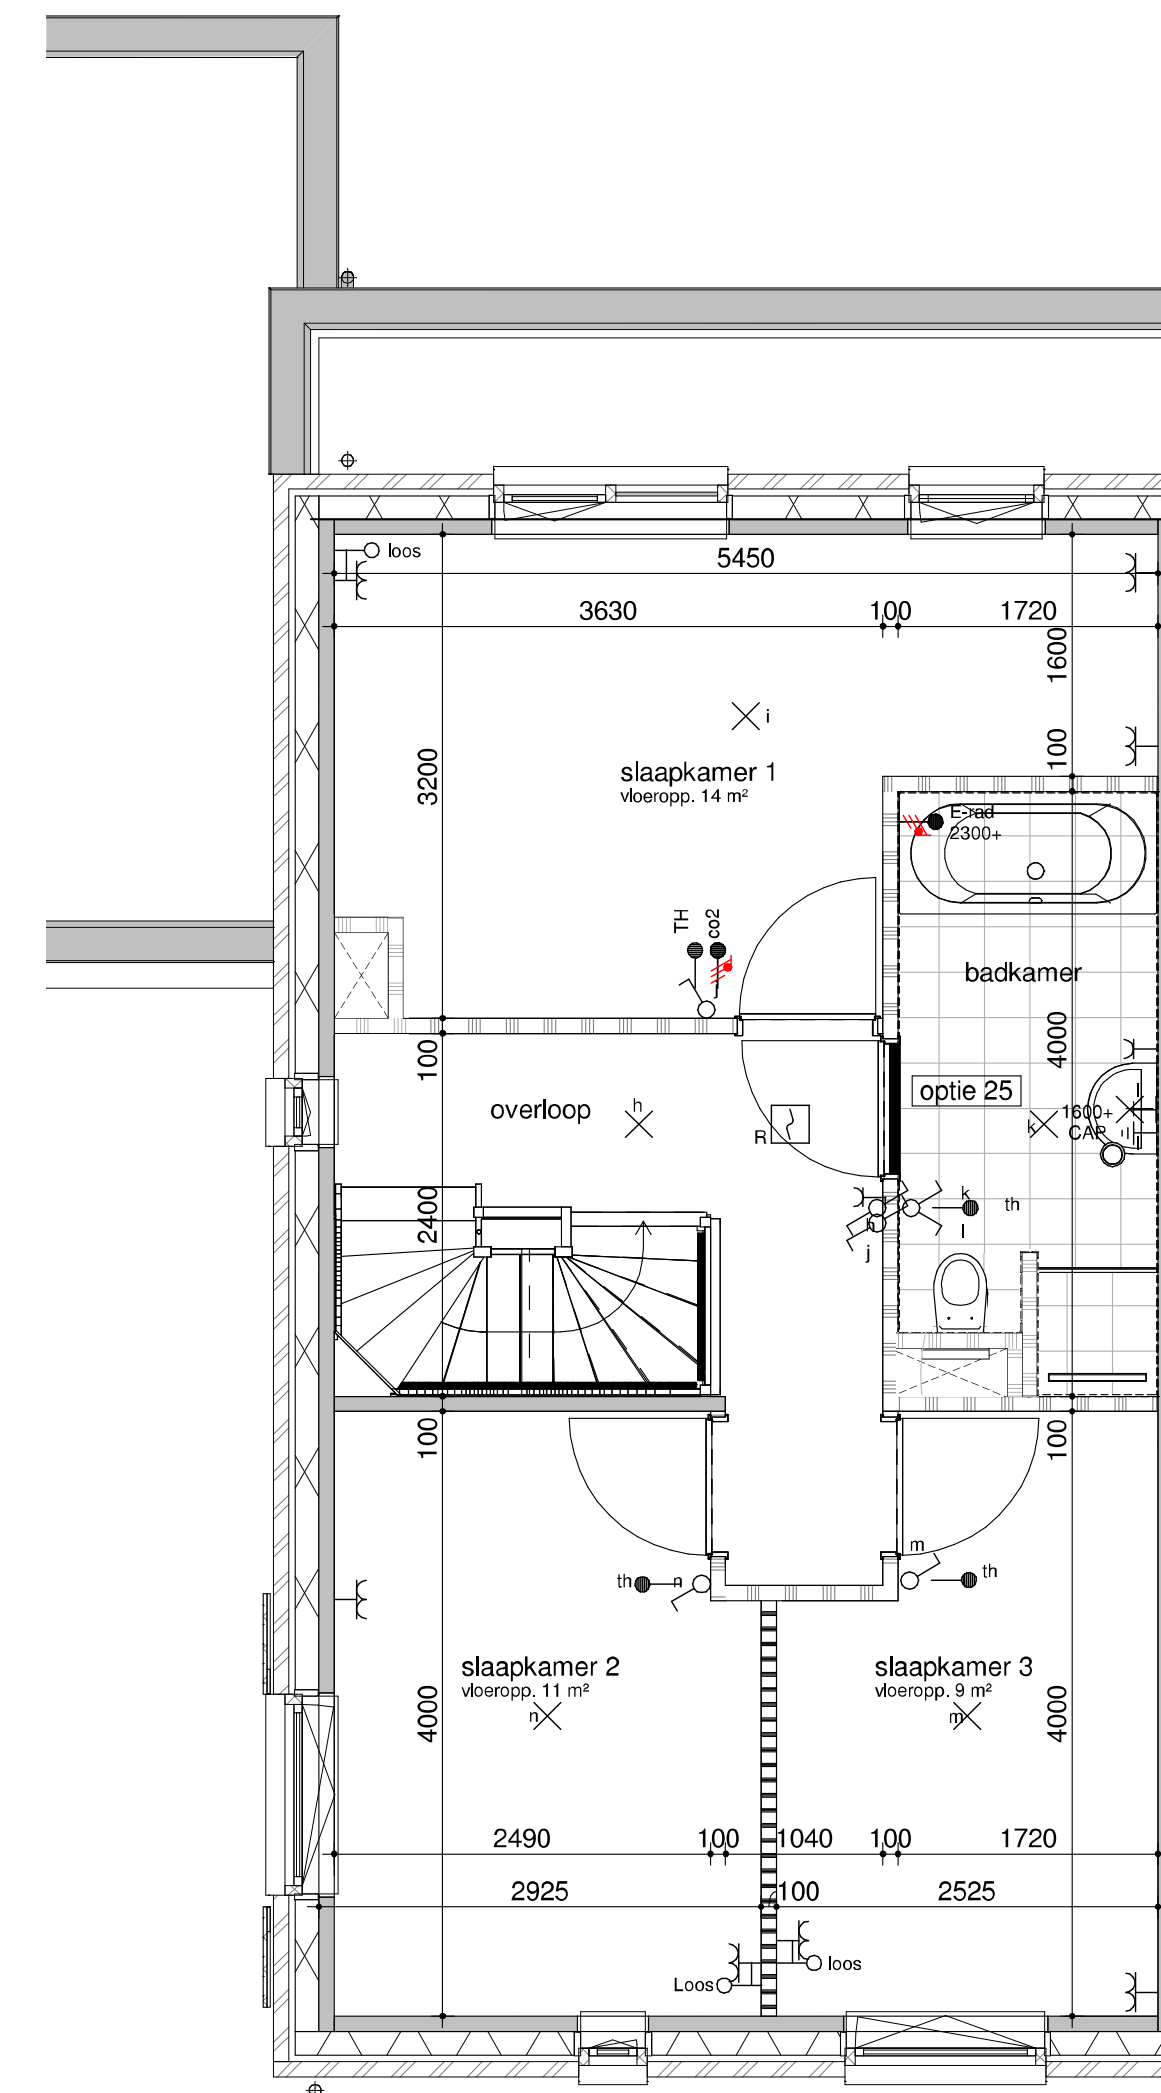 loos
5450
3630 100 1720
1600
i
100
3200
slaapkamer 1
vloeropp. 14 m²
E-rad
2300+
TH
co2
badkamer
100
4000
optie 25
h
overloop
R
1600+
k
CAP
2400
k
th
h
l
j
100
100
m
th
n
th
slaapkamer 2
vloeropp. 11 m²
n
slaapkamer 3
vloeropp. 9 m²
m
4000
4000
2490 100 1040 100 1720
2925 100 2525
loos
Loos